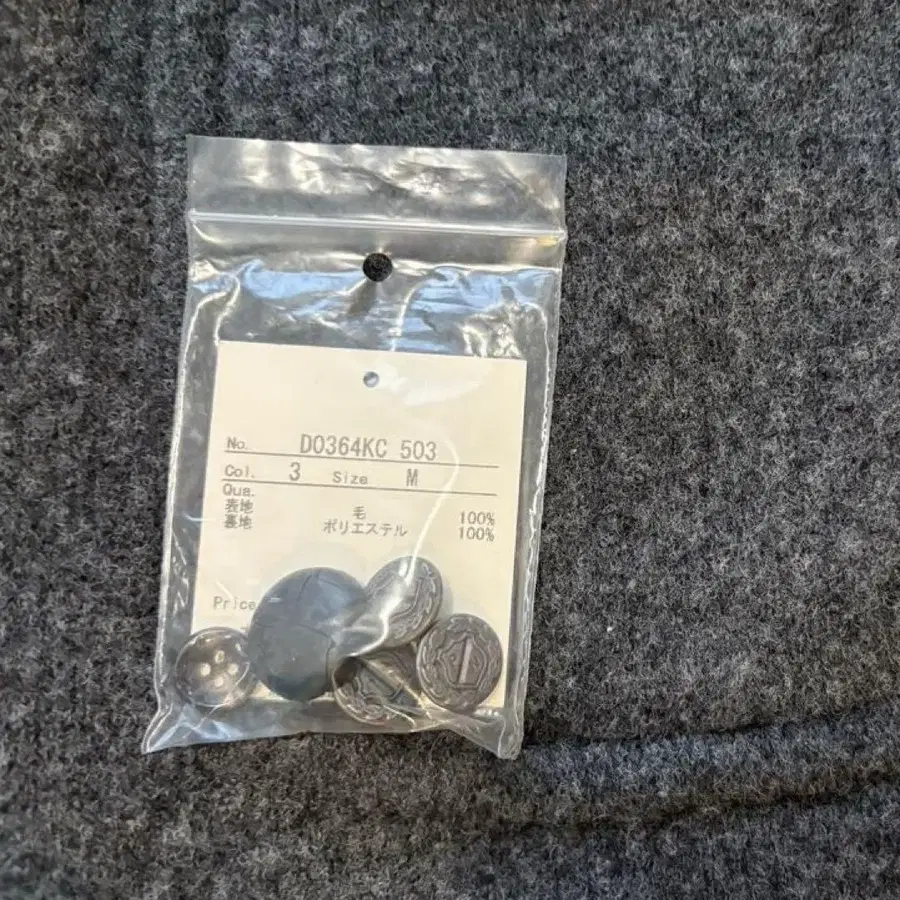 No. D0364KC 503
Col. 3 Size M
Qua.
表地 毛 100%
裏地 ポリエステル 100%
Price